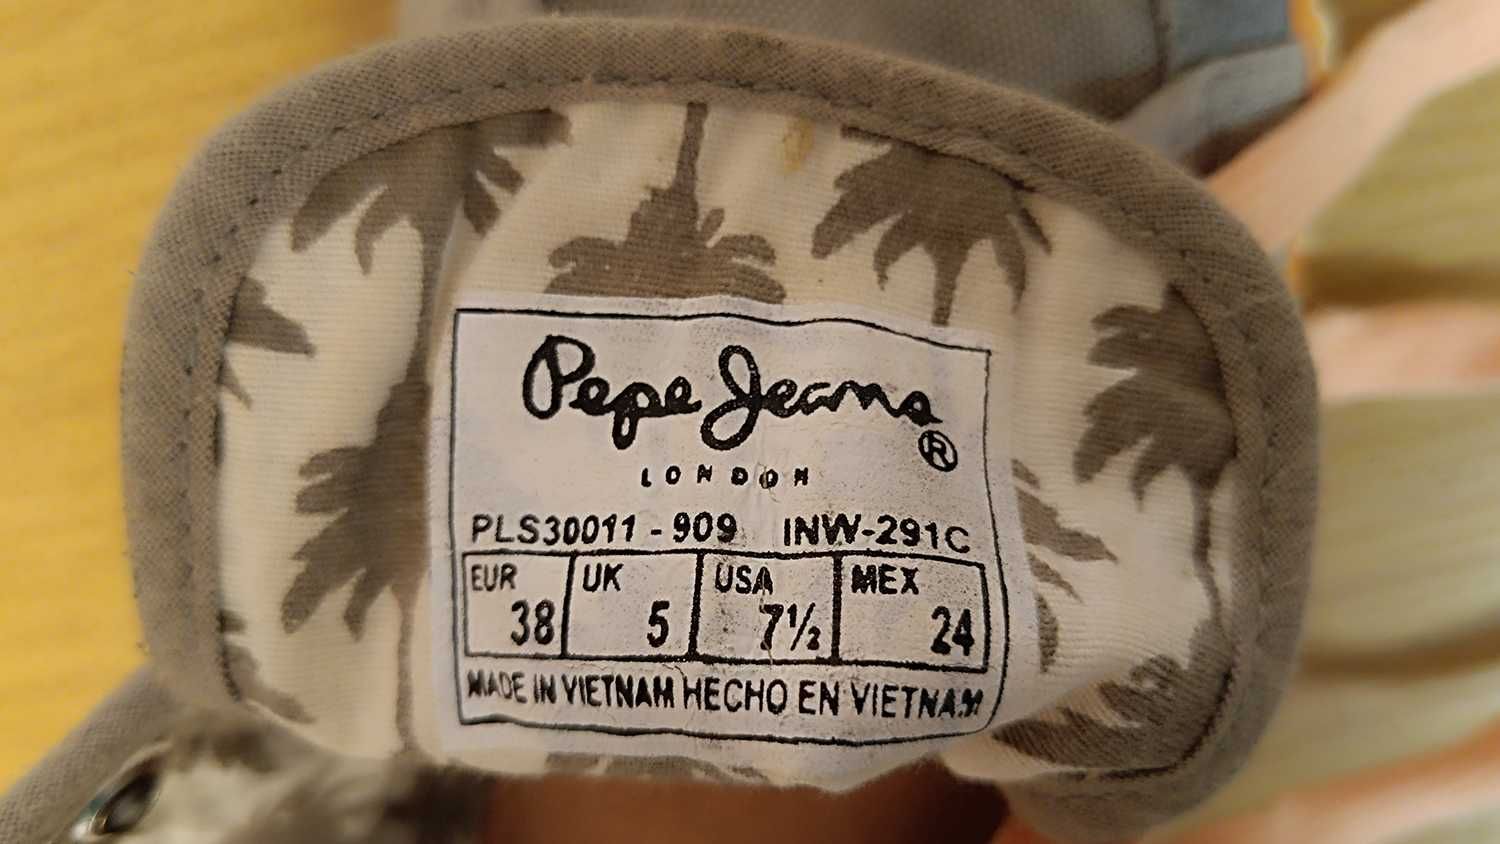 Pepe Jeans ®
LONDON
PLS30011 - 909 INW-291C
EUR UK USA MEX
38 5 7½ 24
MADE IN VIETNAM HECHO EN VIETNAM